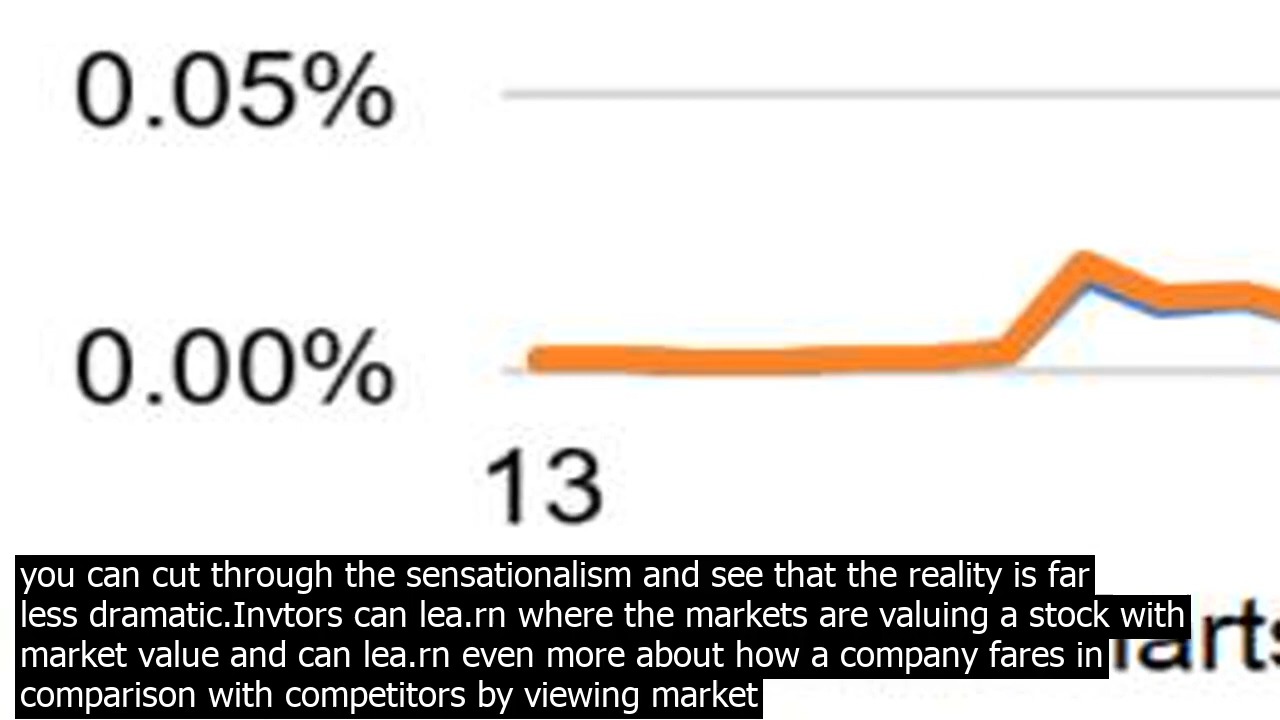 0.05%
0.00%
13
you can cut through the sensationalism and see that the reality is far
less dramatic.Invtors can lea.rn where the markets are valuing a stock with
market value and can lea.rn even more about how a company fares in
comparison with competitors by viewing market